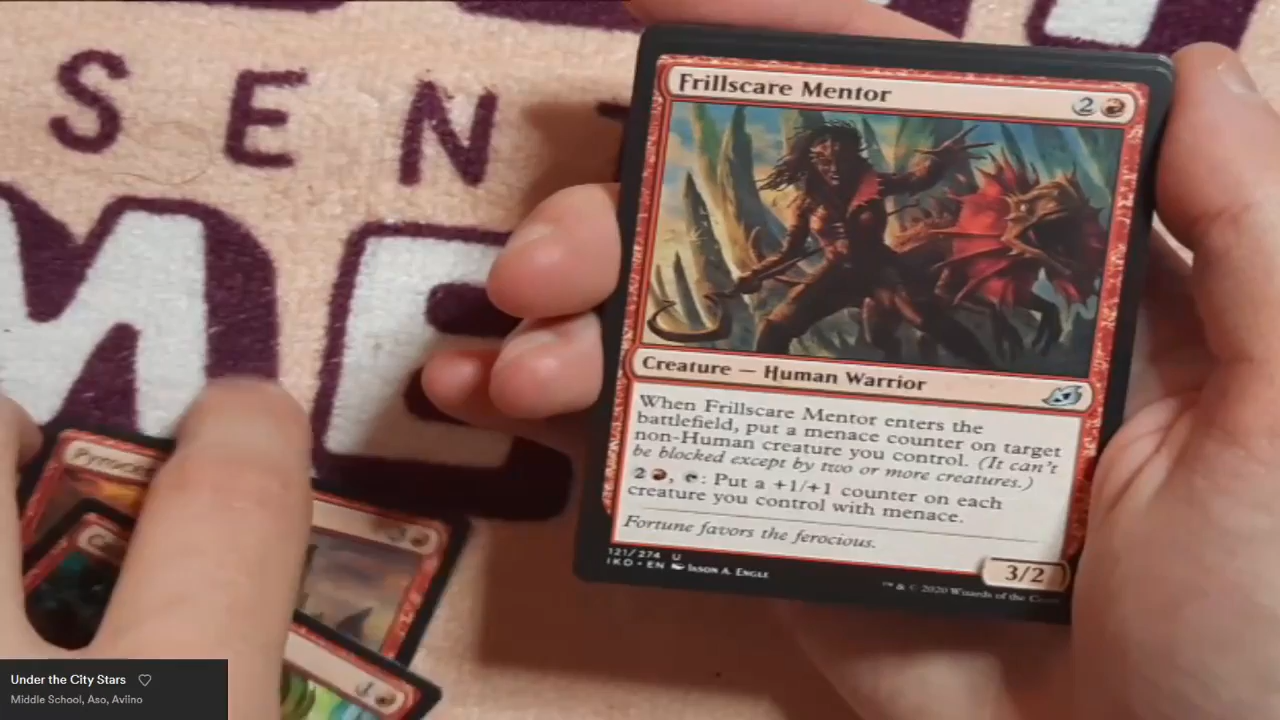 SEN
ME
Frillscare Mentor
2
Creature — Human Warrior
When Frillscare Mentor enters the
battlefield, put a menace counter on target
non-Human creature you control. (It can't
be blocked except by two or more creatures.)
2 , : Put a +1/+1 counter on each
creature you control with menace.
Fortune favors the ferocious.
3/2
121/274 U
IKO • EN Jason A. Engle
™ & © 2020 Wizards of the
1
Under the City Stars
Middle School, Aso, Aviino